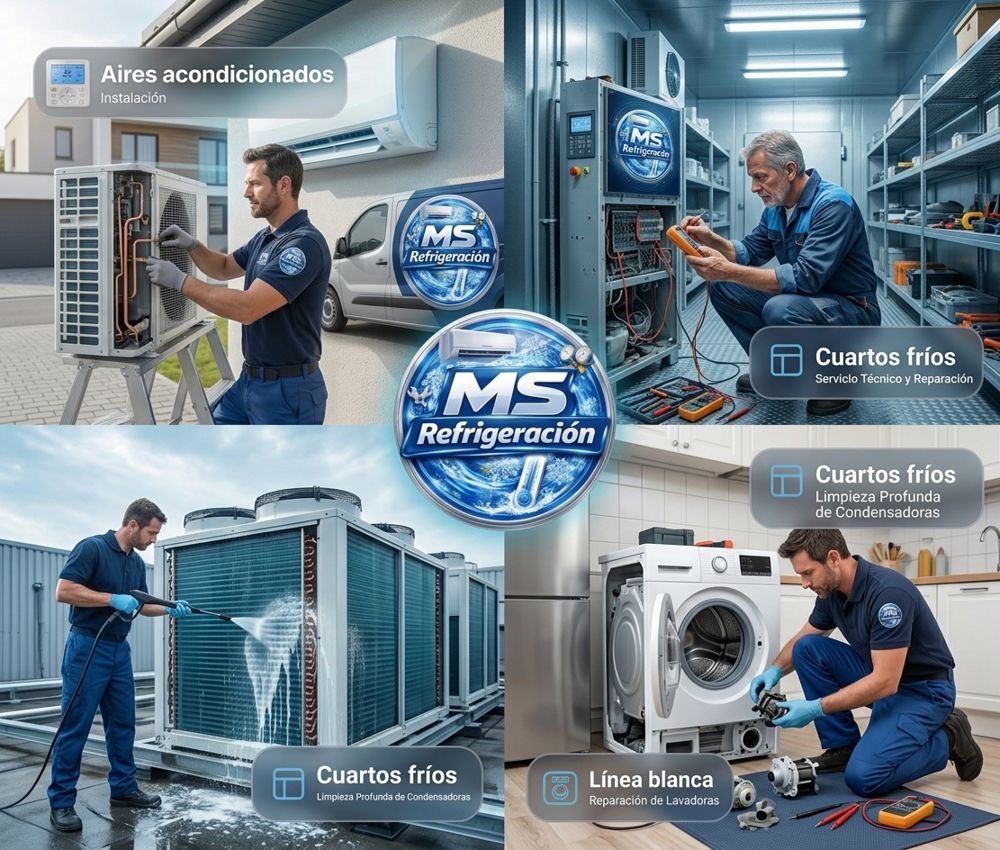 Aires acondicionados
Instalación
MS
Refrigeración
MS
Refrigeración
Cuartos fríos
Servicio Técnico y Reparación
MS
Refrigeración
Cuartos fríos
Limpieza Profunda
de Condensadoras
Cuartos fríos
Limpieza Profunda de Condensadoras
Línea blanca
Reparación de Lavadoras